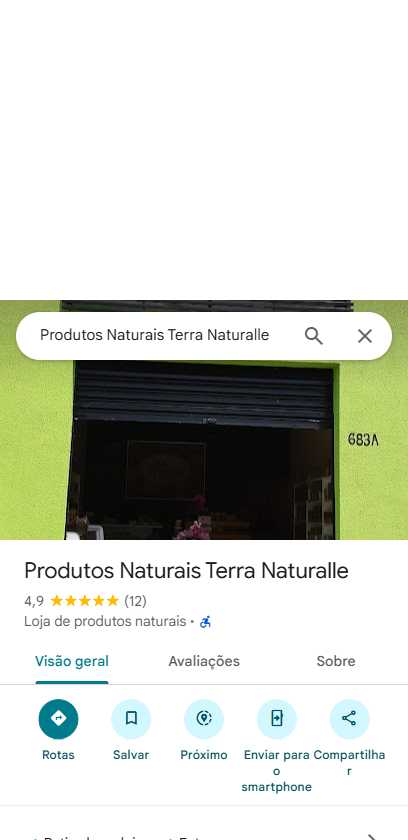 Produtos Naturais Terra Naturalle
683A
Produtos Naturais Terra Naturalle
4,9 (12)
Loja de produtos naturais ·
Visão geral Avaliações Sobre
Rotas Salvar Próximo Enviar para o smartphone Compartilhar